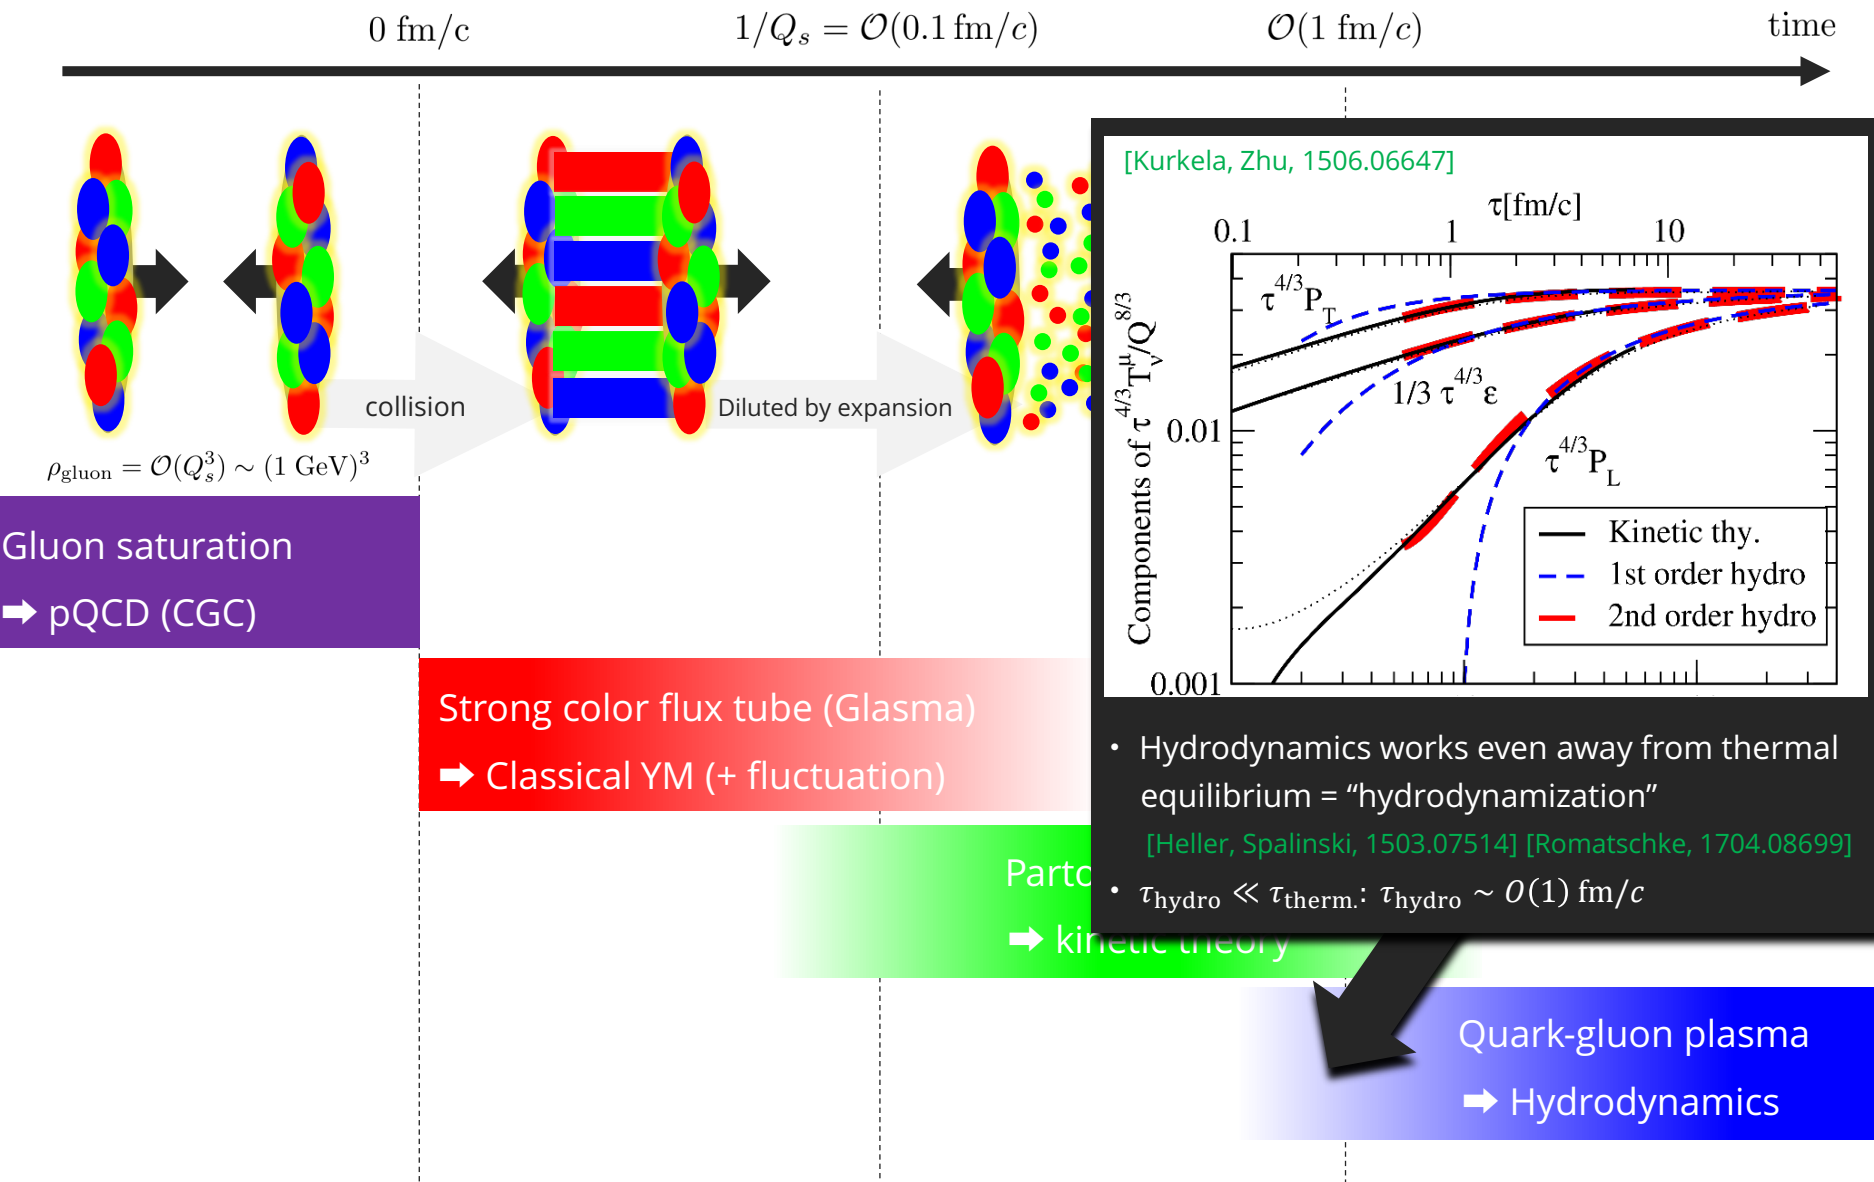 0 fm/c
1/Q_s = 𝒪(0.1 fm/c)
𝒪(1 fm/c)
time
collision
Diluted by expansion
ρ_gluon = 𝒪(Q_s^3) ∼ (1 GeV)^3
Gluon saturation
➡ pQCD (CGC)
Strong color flux tube (Glasma)
➡ Classical YM (+ fluctuation)
Parto
➡ kinetic theory
Quark-gluon plasma
➡ Hydrodynamics
[Kurkela, Zhu, 1506.06647]
τ[fm/c]
0.1 1 10
τ^{4/3}P_T
1/3 τ^{4/3}ε
τ^{4/3}P_L
Components of τ^{4/3}T^μ_ν/Q^{8/3}
0.01
0.001
Kinetic thy.
1st order hydro
2nd order hydro
• Hydrodynamics works even away from thermal
equilibrium = “hydrodynamization”
[Heller, Spalinski, 1503.07514] [Romatschke, 1704.08699]
• τ_hydro ≪ τ_therm.: τ_hydro ~ O(1) fm/c